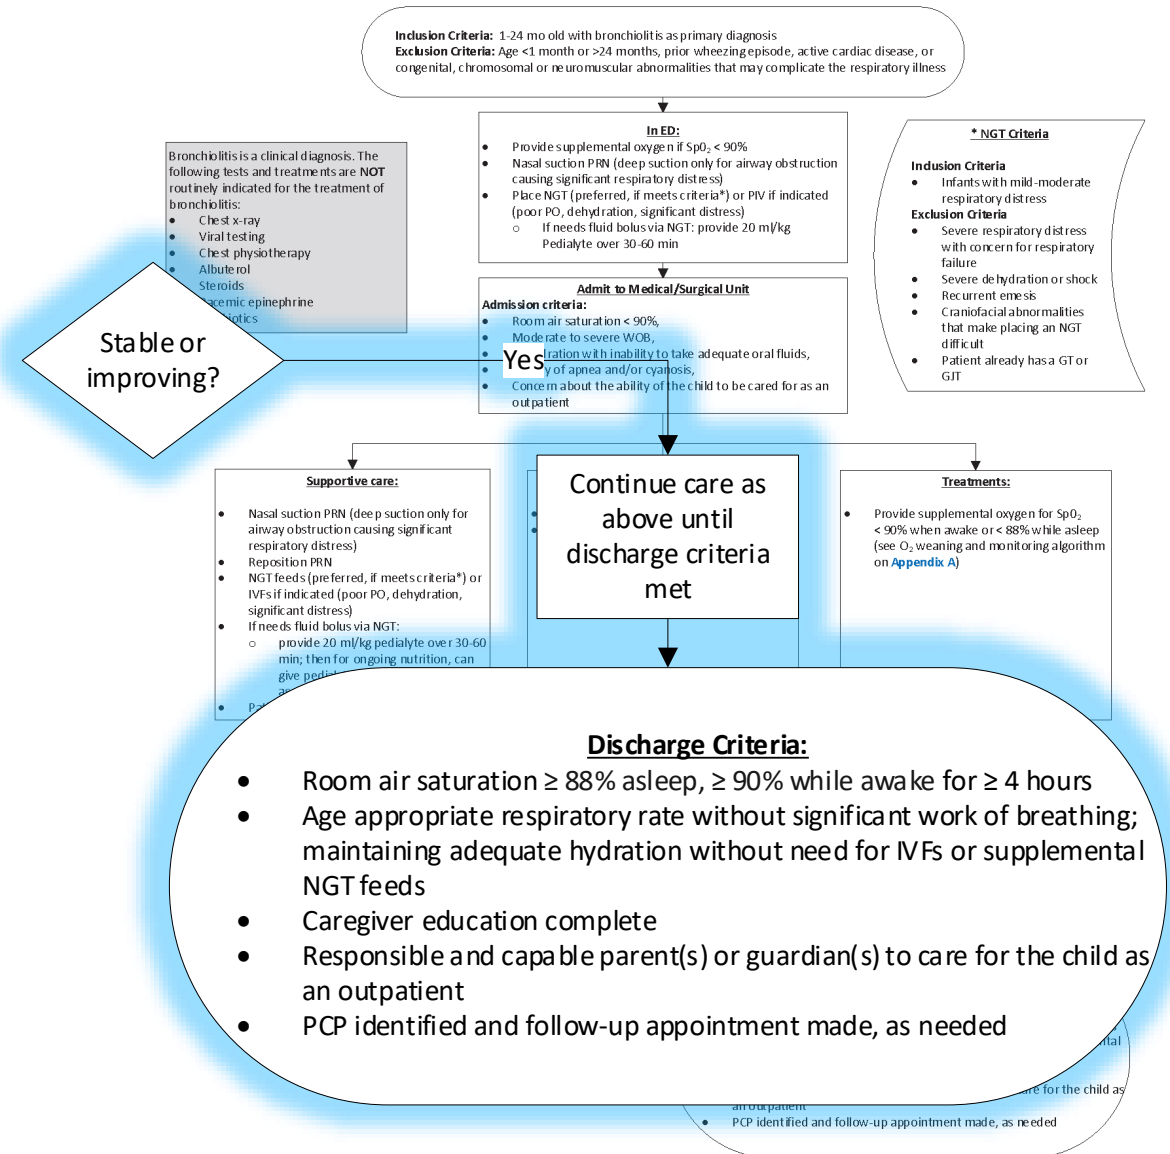 Inclusion Criteria: 1-24 mo old with bronchiolitis as primary diagnosis
Exclusion Criteria: Age <1 month or >24 months, prior wheezing episode, active cardiac disease, or
congenital, chromosomal or neuromuscular abnormalities that may complicate the respiratory illness
In ED:
• Provide supplemental oxygen if Sp0₂ < 90%
• Nasal suction PRN (deep suction only for airway obstruction
causing significant respiratory distress)
• Place NGT (preferred, if meets criteria*) or PIV if indicated
(poor PO, dehydration, significant distress)
○ If needs fluid bolus via NGT: provide 20 ml/kg
Pedialyte over 30-60 min
* NGT Criteria
Inclusion Criteria
• Infants with mild-moderate
respiratory distress
Exclusion Criteria
• Severe respiratory distress
with concern for respiratory
failure
• Severe dehydration or shock
• Recurrent emesis
• Craniofacial abnormalities
that make placing an NGT
difficult
• Patient already has a GT or
GJT
Bronchiolitis is a clinical diagnosis. The
following tests and treatments are NOT
routinely indicated for the treatment of
bronchiolitis:
• Chest x-ray
• Viral testing
• Chest physiotherapy
• Albuterol
Steroids
epinephrine
Admit to Medical/Surgical Unit
Admission criteria:
• Room air saturation < 90%,
• Moderate to severe WOB,
• with inability to take adequate oral fluids,
• of apnea and/or cyanosis,
• Concern about the ability of the child to be cared for as an
outpatient
Stable or
improving?
Yes
Continue care as
above until
discharge criteria
met
Supportive care:
• Nasal suction PRN (deep suction only for
airway obstruction causing significant
respiratory distress)
• Reposition PRN
• NGT feeds (preferred, if meets criteria*) or
IVFs if indicated (poor PO, dehydration,
significant distress)
• If needs fluid bolus via NGT:
○ provide 20 ml/kg pedialyte over 30-60
min; then for ongoing nutrition, can
give
Treatments:
• Provide supplemental oxygen for Sp0₂
< 90% when awake or < 88% while asleep
(see O₂ weaning and monitoring algorithm
on Appendix A)
Discharge Criteria:
• Room air saturation ≥ 88% asleep, ≥ 90% while awake for ≥ 4 hours
• Age appropriate respiratory rate without significant work of breathing;
maintaining adequate hydration without need for IVFs or supplemental
NGT feeds
• Caregiver education complete
• Responsible and capable parent(s) or guardian(s) to care for the child as
an outpatient
• PCP identified and follow-up appointment made, as needed
for the child as
an outpatient
• PCP identified and follow-up appointment made, as needed